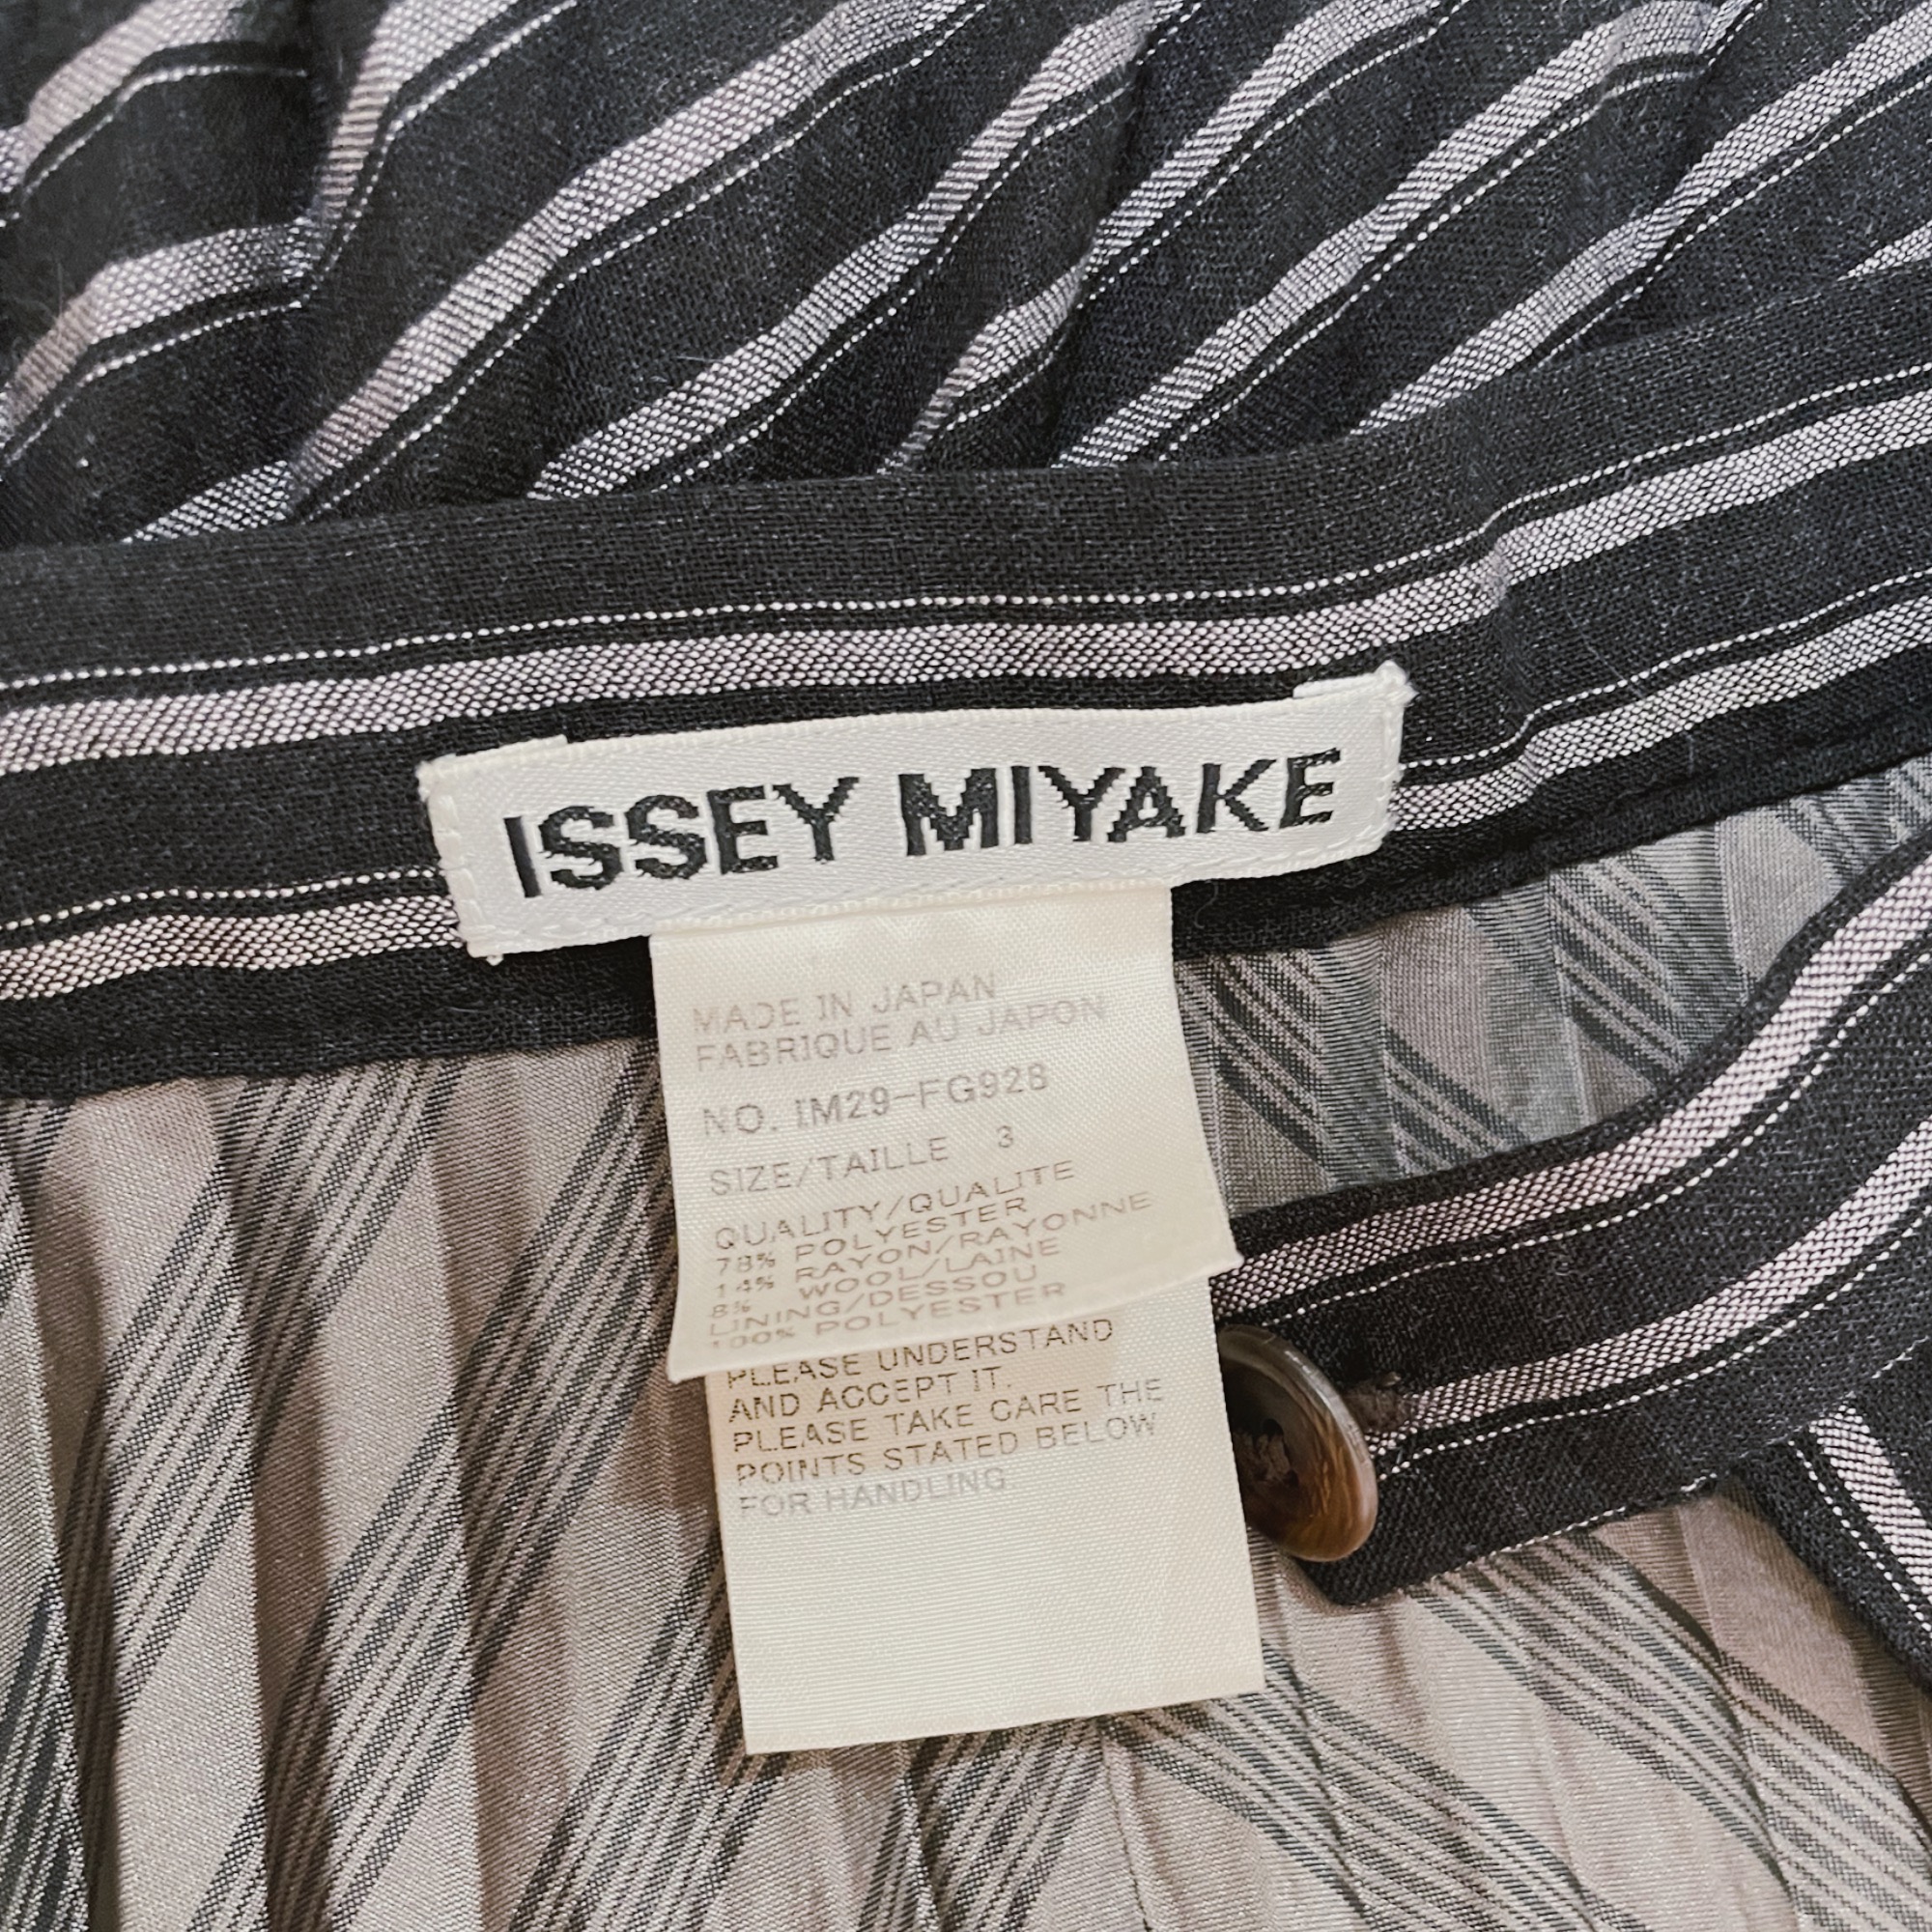 ISSEY MIYAKE
MADE IN JAPAN
FABRIQUE AU JAPON
NO. IM29-FG928
SIZE/TAILLE 3
QUALITY/QUALITE
78% POLYESTER
14% RAYON/RAYONNE
8% WOOL/LAINE
LINING/DESSOU
100% POLYESTER
PLEASE UNDERSTAND
AND ACCEPT IT.
PLEASE TAKE CARE THE
POINTS STATED BELOW
FOR HANDLING.